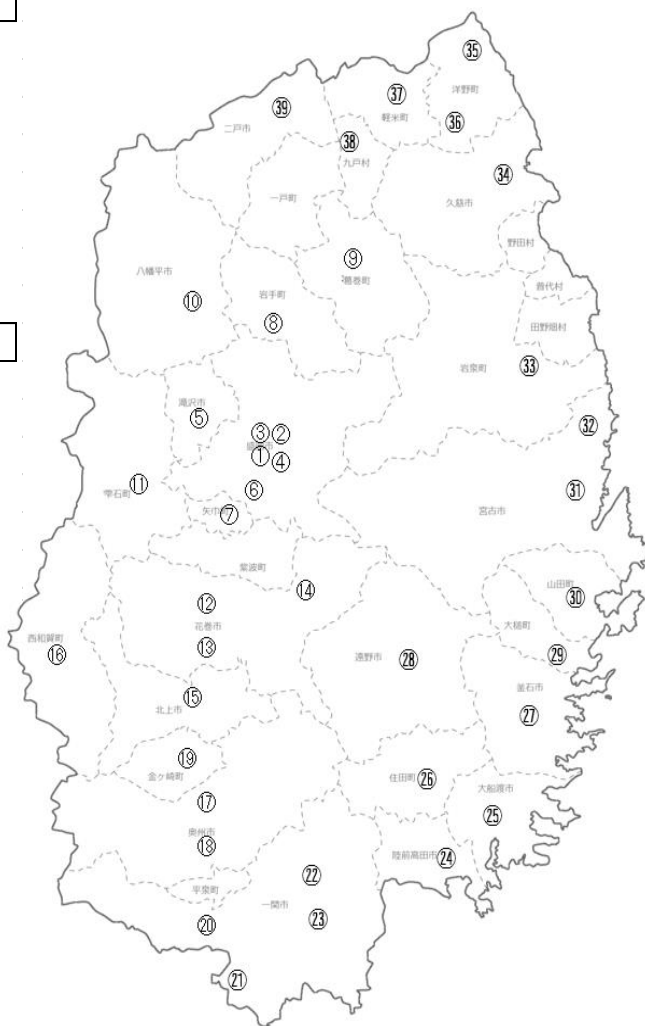 ㉟
洋野町
㊲
軽米町
㊴
二戸市
㊱
㊳
九戸村
㉞
一戸町
久慈市
野田村
⑨
葛巻町
八幡平市
⑩
岩手町
⑧
普代村
田野畑村
岩泉町
㉝
滝沢市
⑤
③ ②
盛岡市
① ④
㉜
⑪
雫石町
⑥
矢巾町
⑦
㉛
宮古市
紫波町
⑭
⑫
花巻市
⑬
山田町
㉚
大槌町
㉙
西和賀町
⑯
遠野市
㉘
釜石市
㉗
⑮
北上市
⑲
金ヶ崎町
住田町
㉖
大船渡市
㉕
⑰
奥州市
⑱
陸前高田市
㉔
平泉町
㉒
一関市
㉓
⑳
㉑